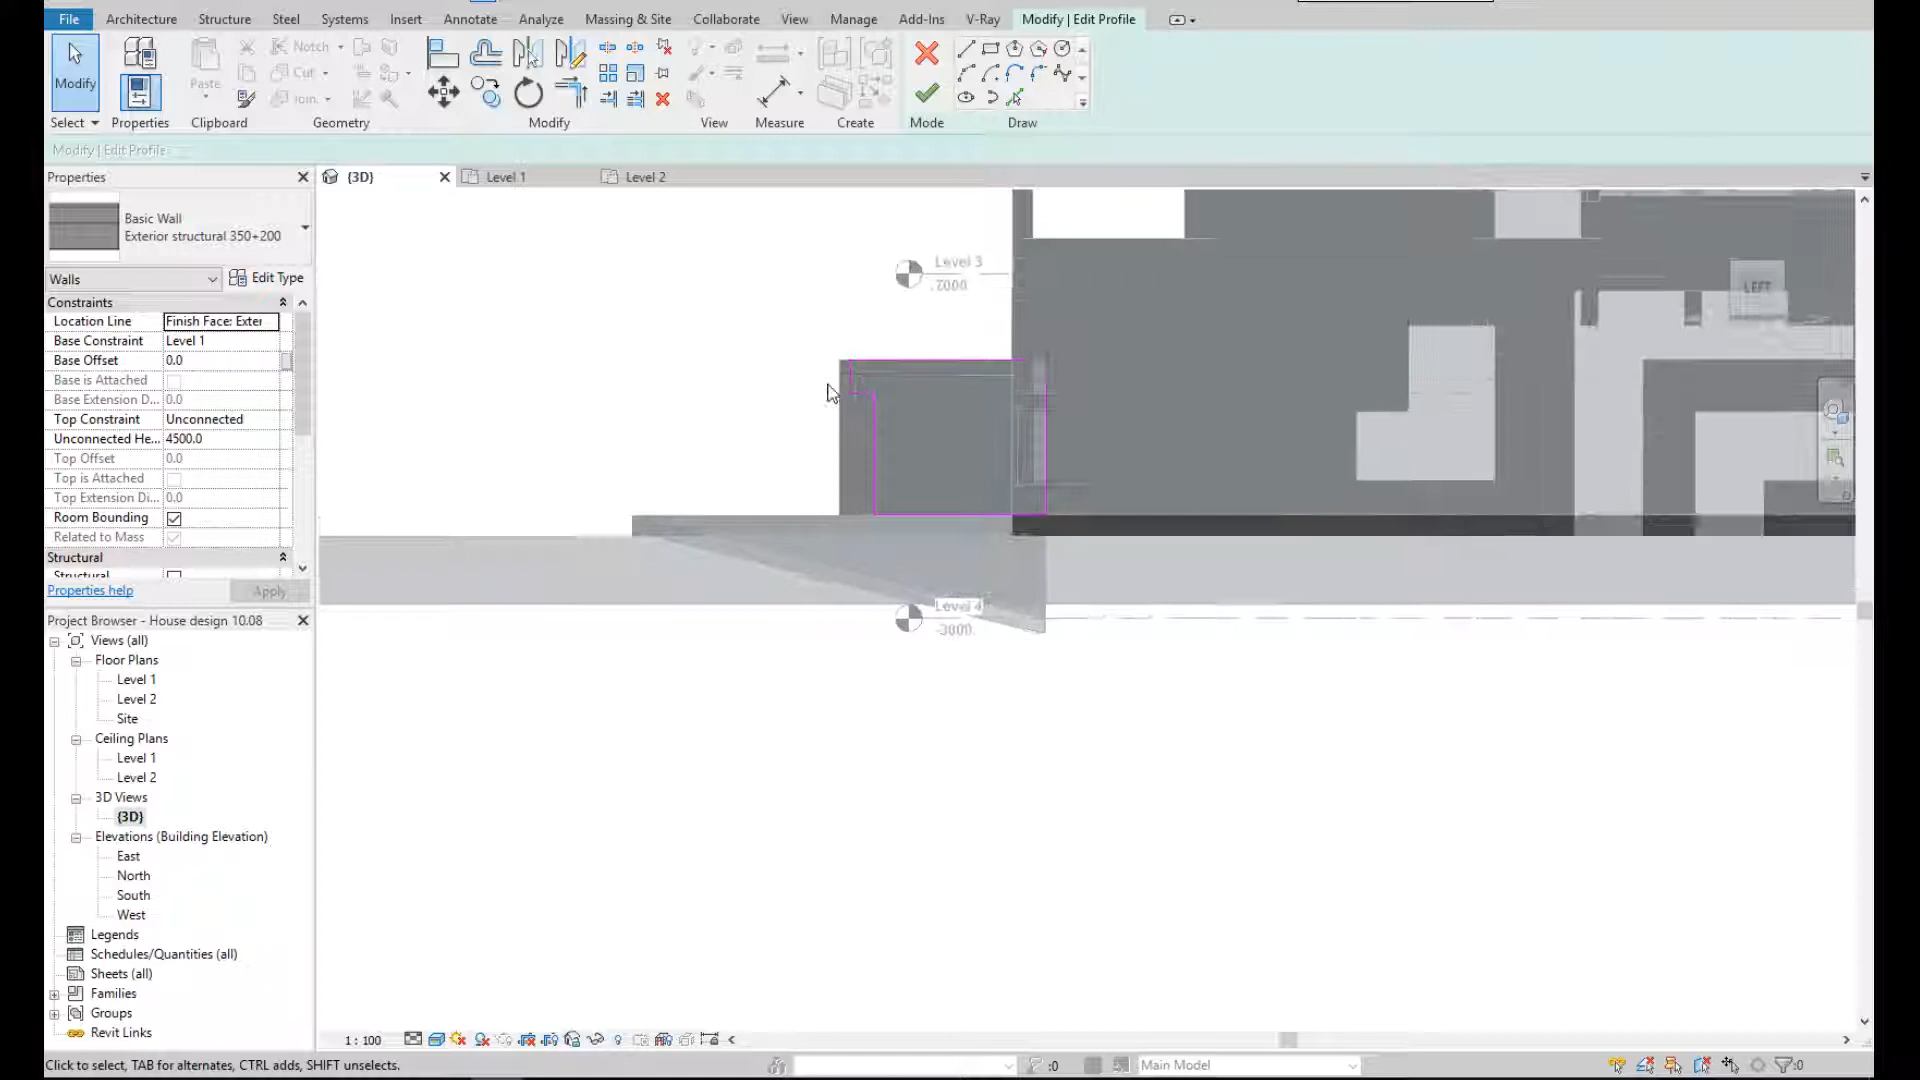 File Architecture Structure Steel Systems Insert Annotate Analyze Massing & Site Collaborate View Manage Add-Ins V-Ray Modify | Edit Profile
Modify
Paste
Notch
Cut
Join
Select Properties Clipboard Geometry Modify View Measure Create Mode Draw
Modify | Edit Profile
Properties
{3D}
Level 1
Level 2
Basic Wall
Exterior structural 350+200
Walls
Edit Type
Constraints
Location Line Finish Face: Exter
Base Constraint Level 1
Base Offset 0.0
Base is Attached
Base Extension D... 0.0
Top Constraint Unconnected
Unconnected He... 4500.0
Top Offset 0.0
Top is Attached
Top Extension Di... 0.0
Room Bounding
Related to Mass
Structural
Structural
Properties help
Apply
Project Browser - House design 10.08
Views (all)
Floor Plans
Level 1
Level 2
Site
Ceiling Plans
Level 1
Level 2
3D Views
{3D}
Elevations (Building Elevation)
East
North
South
West
Legends
Schedules/Quantities (all)
Sheets (all)
Families
Groups
Revit Links
Level 3
LEFT
Level 4
1 : 100
Click to select, TAB for alternates, CTRL adds, SHIFT unselects.
:0
Main Model
:0